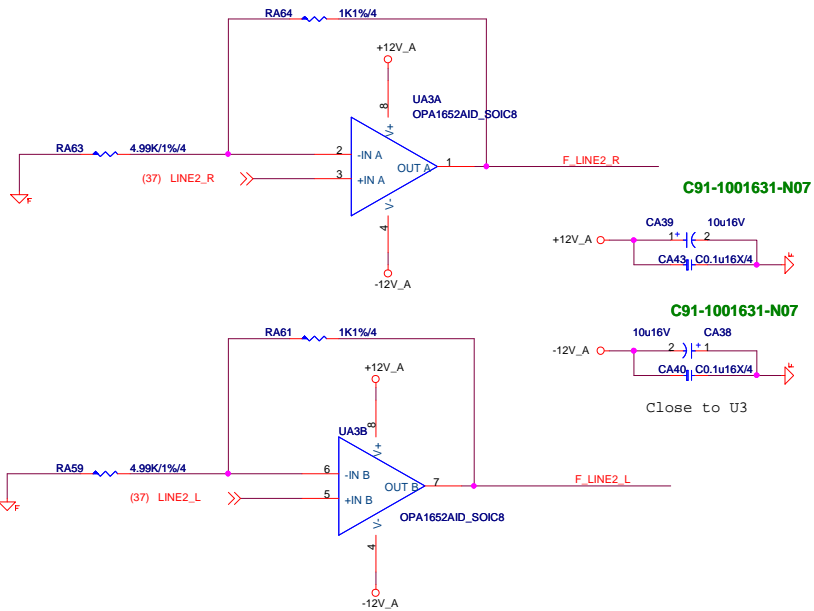 RA64 1K1%/4
+12V_A
8
UA3A
OPA1652AID_SOIC8
V+
RA63 4.99K/1%/4
2 -IN A
OUT A 1
F_LINE2_R
(37) LINE2_R
3 +IN A
V-
4
-12V_A
F
C91-1001631-N07
CA39 10u16V
+12V_A
1 + 2
CA43 C0.1u16X/4
F
C91-1001631-N07
10u16V CA38
-12V_A
2 + 1
CA40 C0.1u16X/4
F
Close to U3
RA61 1K1%/4
+12V_A
8
UA3B
V+
RA59 4.99K/1%/4
6 -IN B
OUT B 7
F_LINE2_L
(37) LINE2_L
5 +IN B
V-
OPA1652AID_SOIC8
4
-12V_A
F